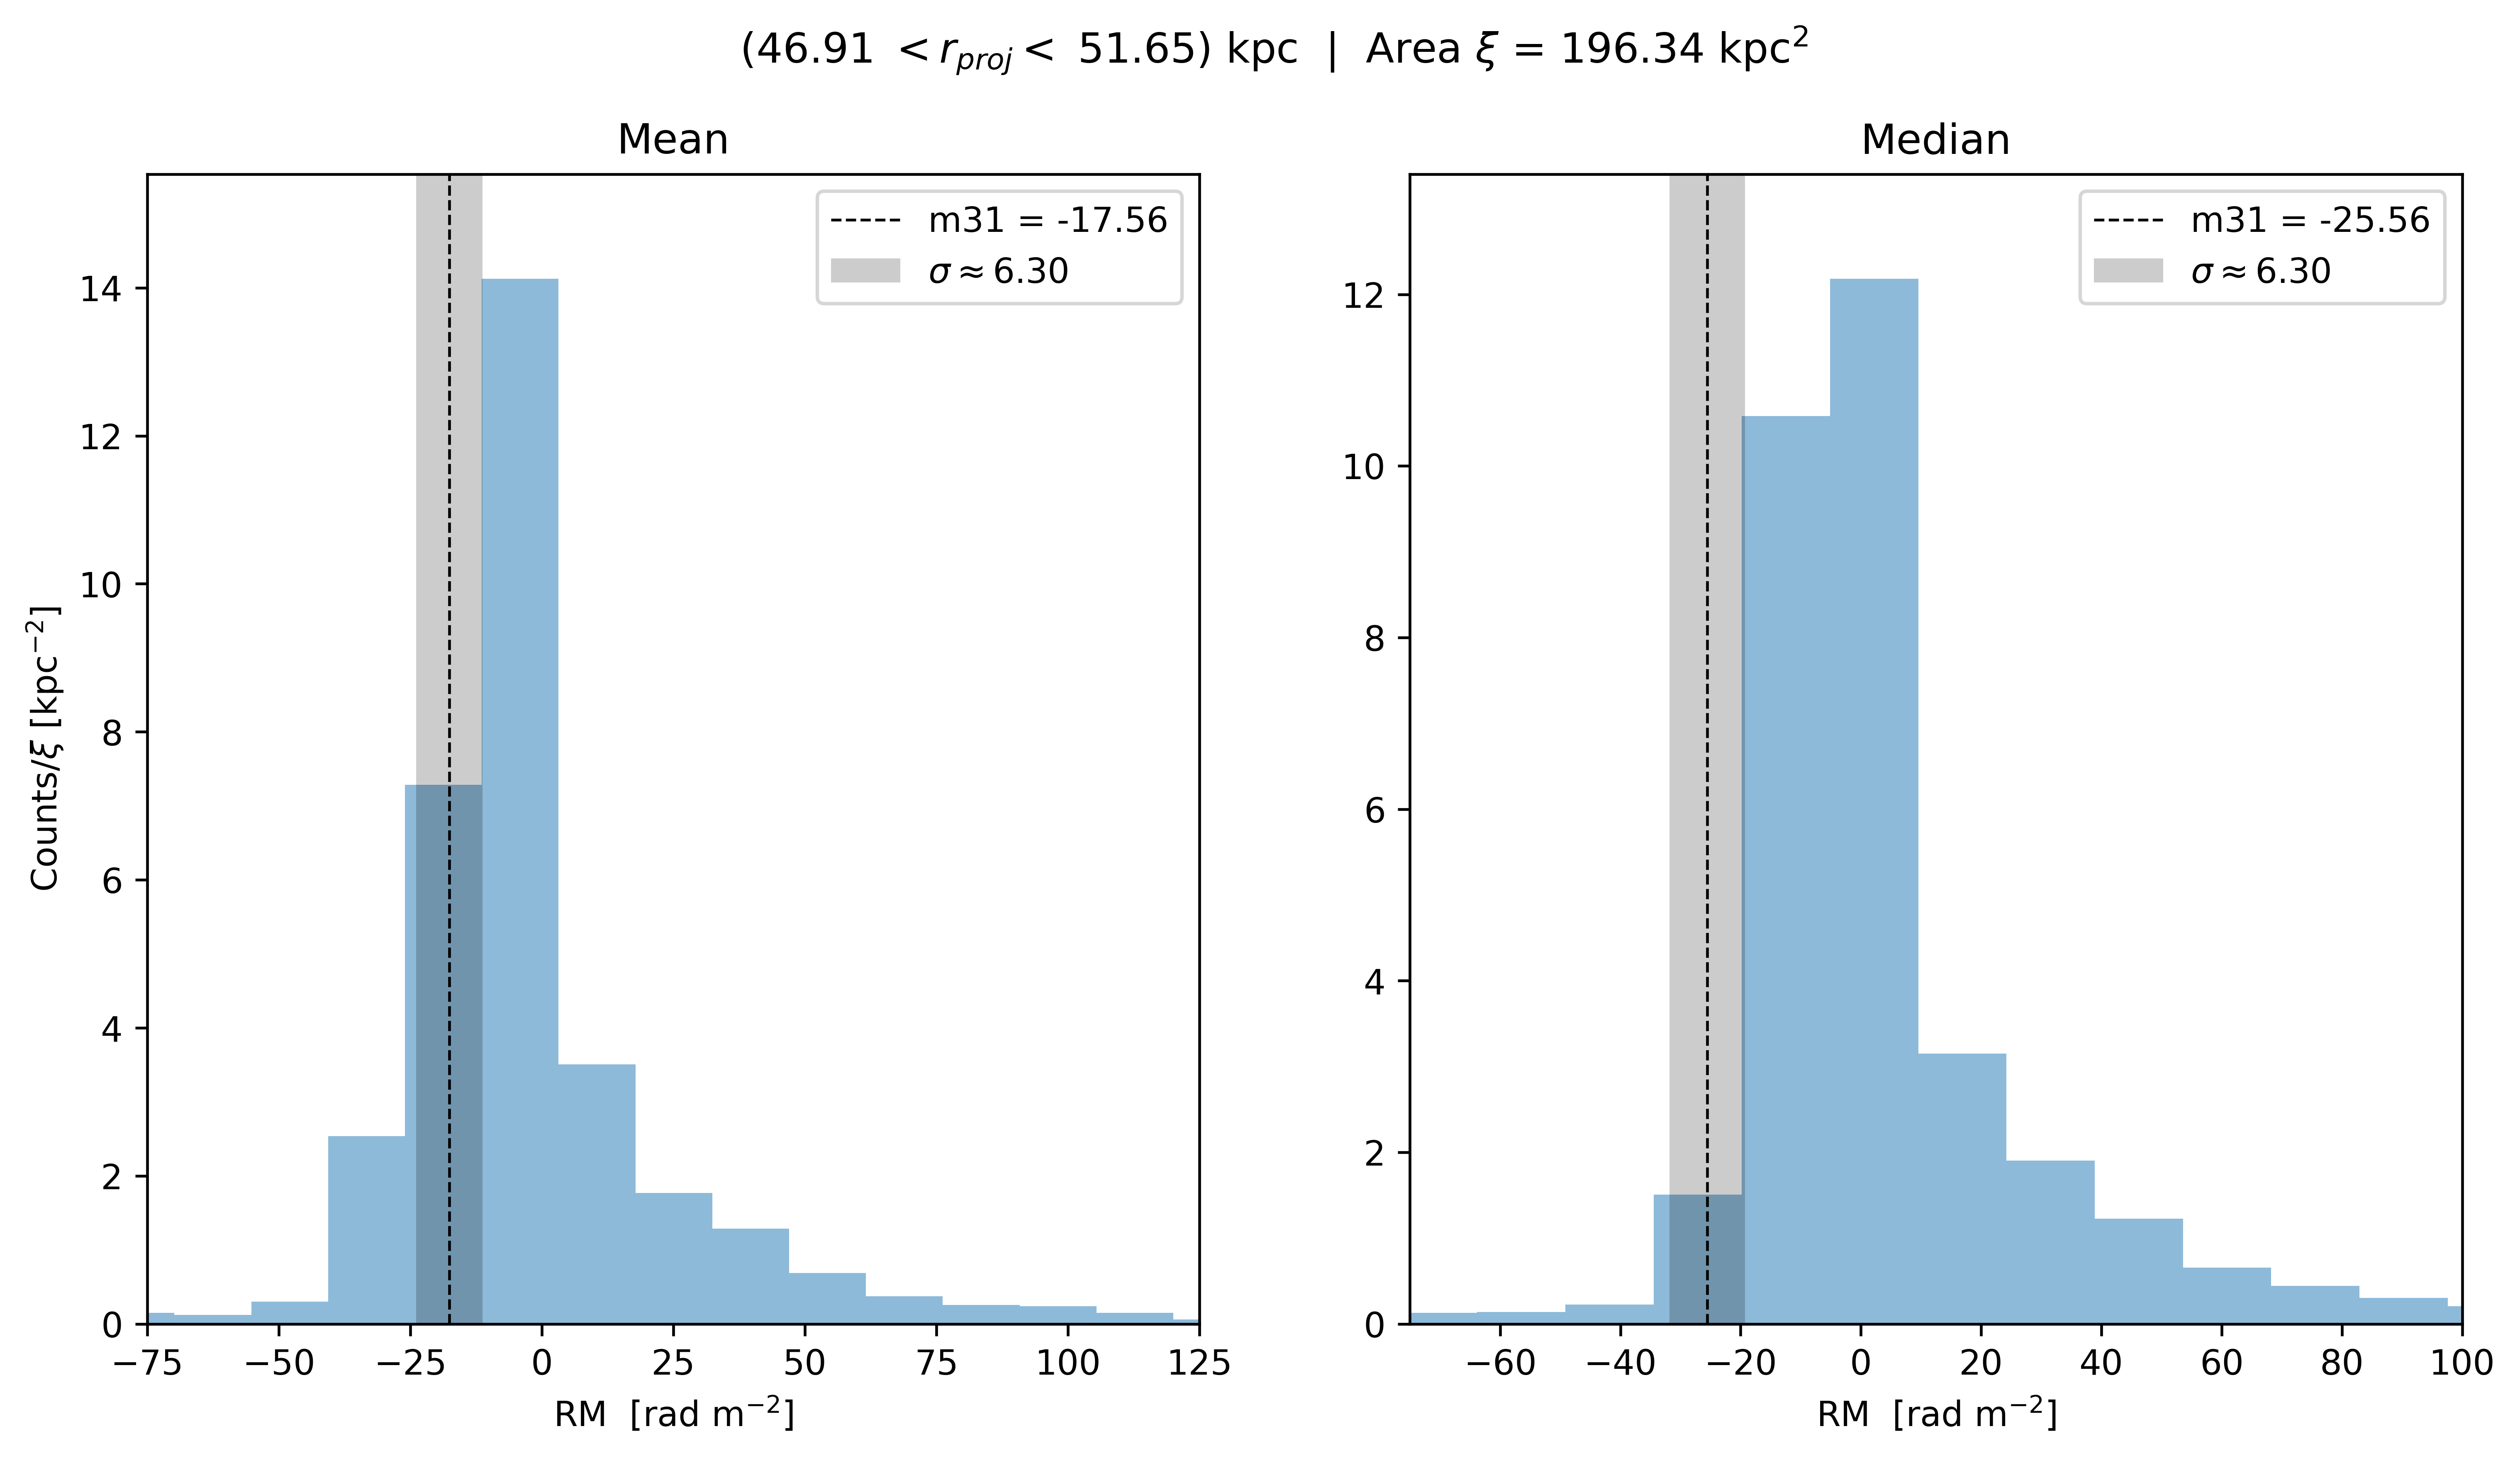 (46.91 < r_proj < 51.65) kpc | Area ξ = 196.34 kpc²
Mean
m31 = -17.56
σ ≈ 6.30
14
12
10
8
6
4
2
0
Counts/ξ [kpc⁻²]
−75 −50 −25 0 25 50 75 100 125
RM [rad m⁻²]
Median
m31 = -25.56
σ ≈ 6.30
12
10
8
6
4
2
0
−60 −40 −20 0 20 40 60 80 100
RM [rad m⁻²]